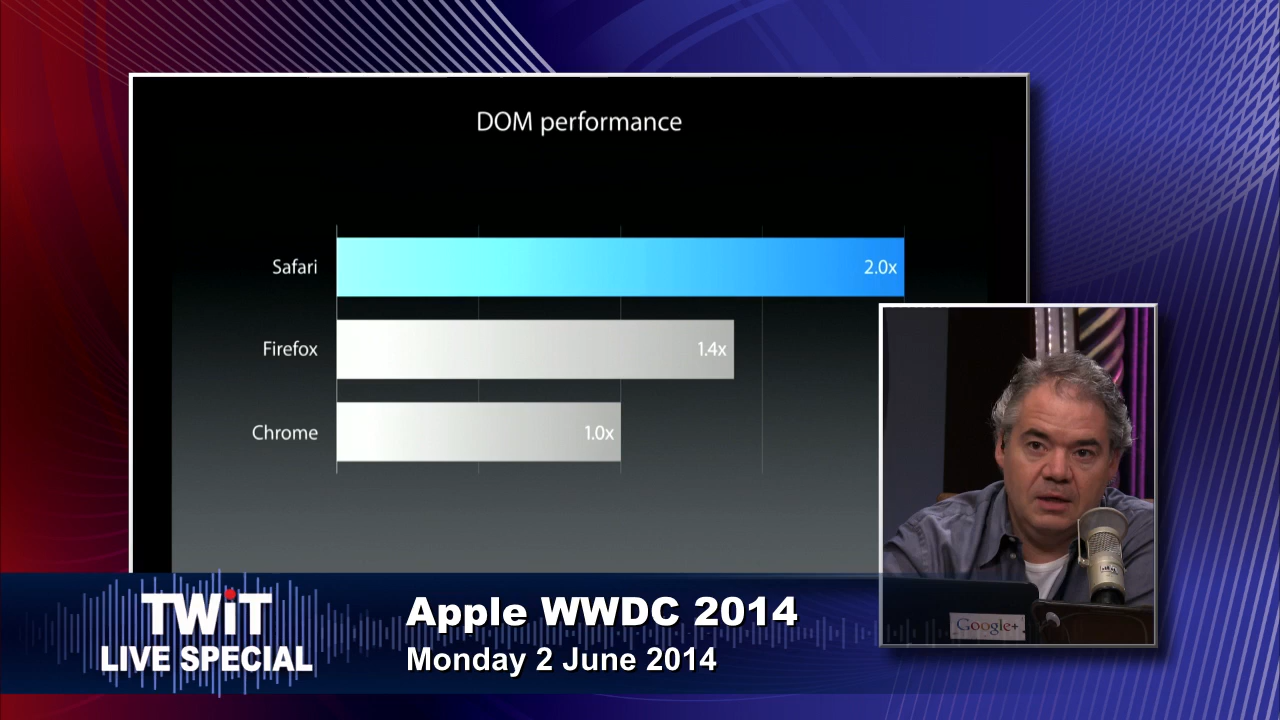 DOM performance
Safari
2.0x
Firefox
1.4x
Chrome
1.0x
Google+
TWiT
LIVE SPECIAL
Apple WWDC 2014
Monday 2 June 2014